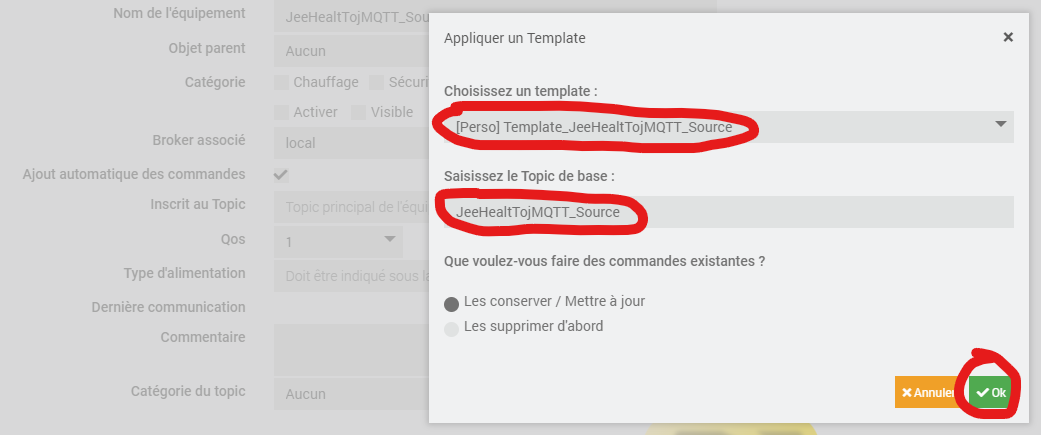 Nom de l'équipement
JeeHealtTojMQTT_Sou
Objet parent
Aucun
Catégorie
Chauffage
Sécuri
Activer
Visible
Broker associé
local
Ajout automatique des commandes
Inscrit au Topic
Topic principal de l'équi
Qos
1
Type d'alimentation
Doit être indiqué sous la
Dernière communication
Commentaire
Catégorie du topic
Aucun
Appliquer un Template
×
Choisissez un template :
[Perso] Template_JeeHealtTojMQTT_Source
Saisissez le Topic de base :
JeeHealtTojMQTT_Source
Que voulez-vous faire des commandes existantes ?
Les conserver / Mettre à jour
Les supprimer d'abord
Annuler
Ok